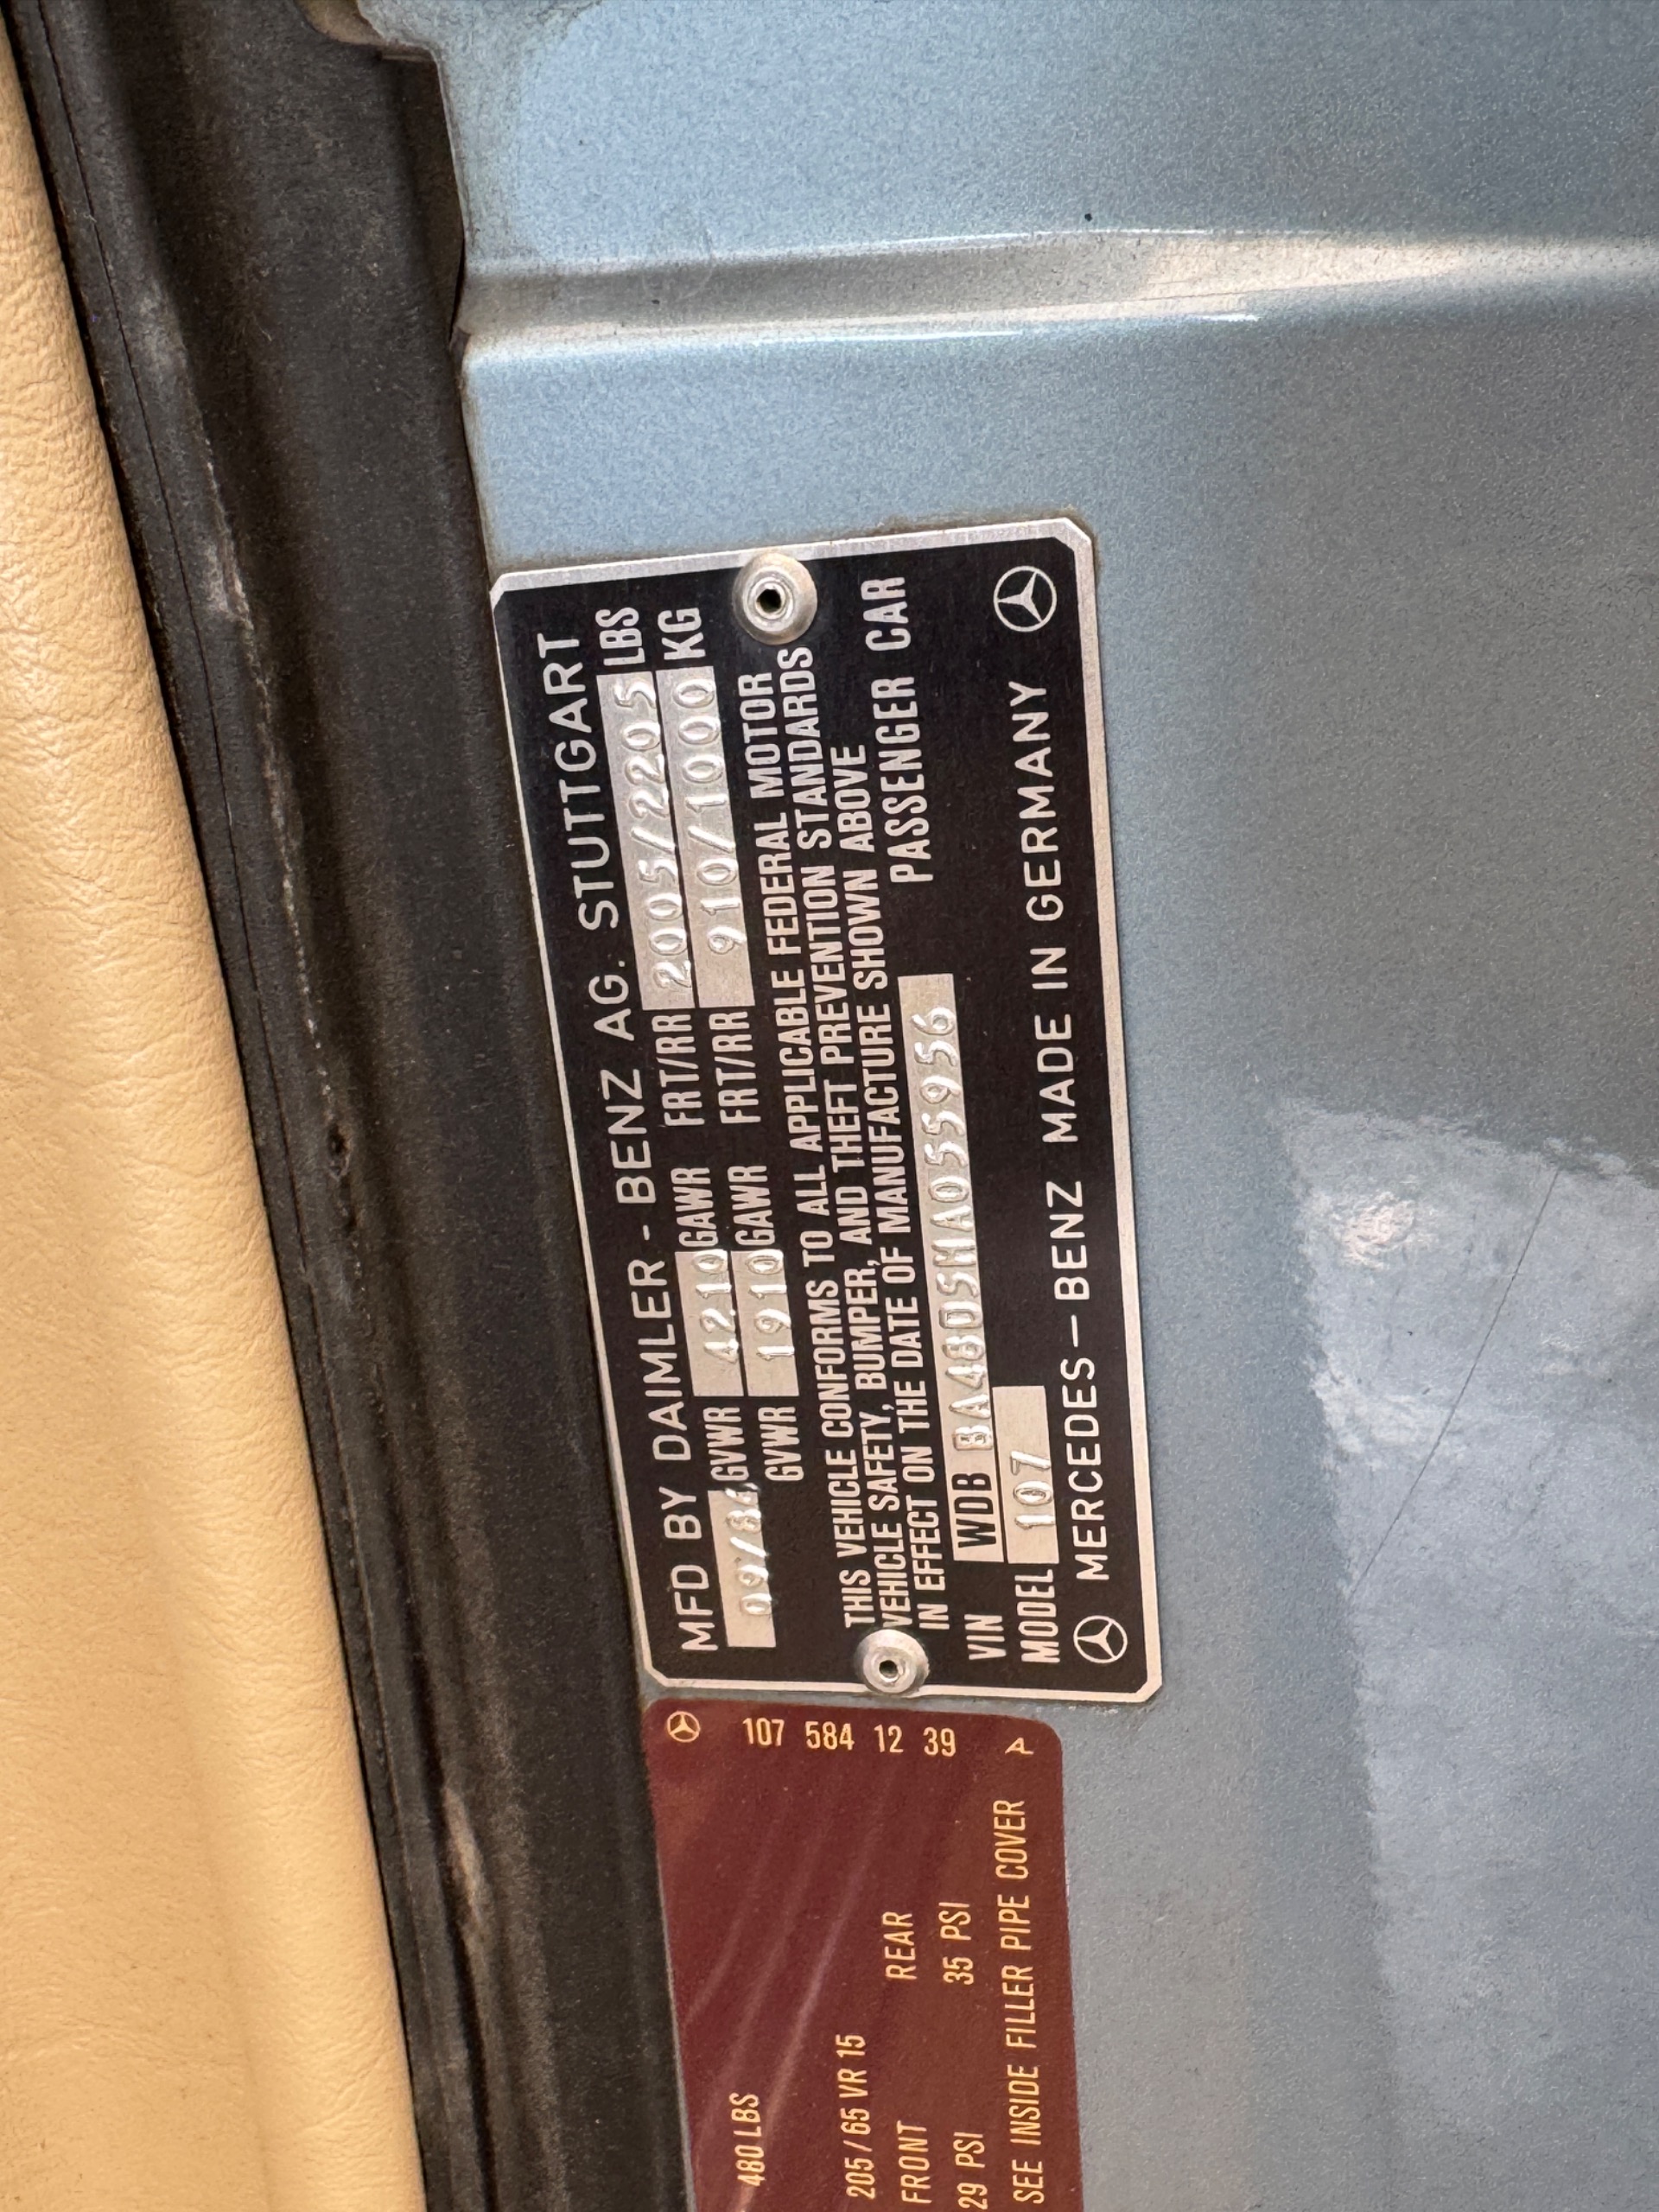 MFD BY DAIMLER - BENZ AG. STUTTGART
09/86 GVWR 4210 GAWR FRT/RR 2005/2205 LBS
GVWR 1910 GAWR FRT/RR 910/1000 KG
THIS VEHICLE CONFORMS TO ALL APPLICABLE FEDERAL MOTOR
VEHICLE SAFETY, BUMPER, AND THEFT PREVENTION STANDARDS
IN EFFECT ON THE DATE OF MANUFACTURE SHOWN ABOVE
VIN WDB BA48D5HA055956 PASSENGER CAR
MODEL 107
MERCEDES-BENZ MADE IN GERMANY
107 584 12 39 A
480 LBS
205 / 65 VR 15
FRONT REAR
29 PSI 35 PSI
SEE INSIDE FILLER PIPE COVER